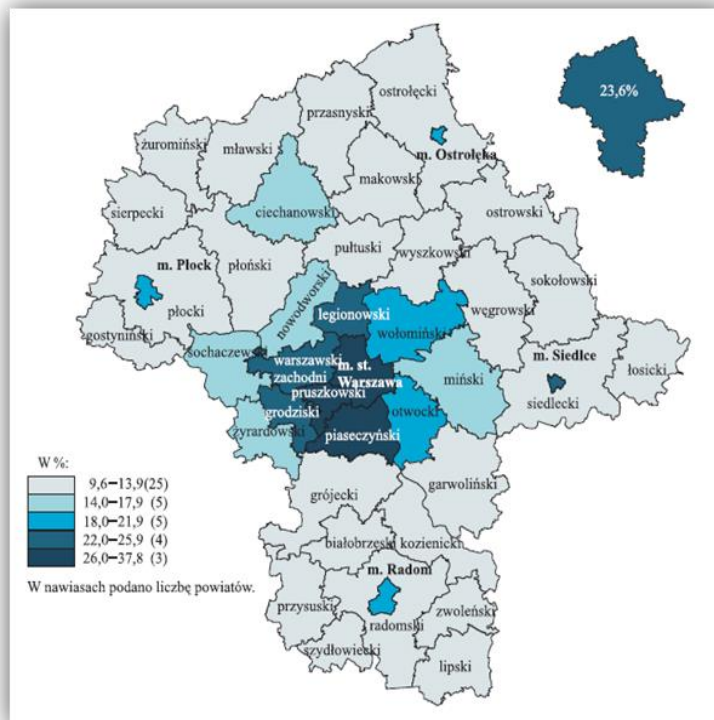 ostrołęcki
23,6%
przasnyski
żuromiński
mławski
m. Ostrołęka
makowski
sierpecki
ciechanowski
ostrowski
pułtuski
wyszkowski
m. Płock
płoński
sokołowski
nowodworski
węgrowski
płocki
legionowski
wołomiński
gostyniński
sochaczewski
warszawski
zachodni
m. st.
Warszawa
m. Siedlce
łosicki
miński
pruszkowski
siedlecki
grodziski
otwocki
żyrardowski
piaseczyński
W %:
9,6–13,9(25)
14,0–17,9 (5)
18,0–21,9 (5)
22,0–25,9 (4)
26,0–37,8 (3)
W nawiasach podano liczbę powiatów.
garwoliński
grójecki
białobrzeski
kozienicki
m. Radom
przysuski
zwoleński
radomski
szydłowiecki
lipski